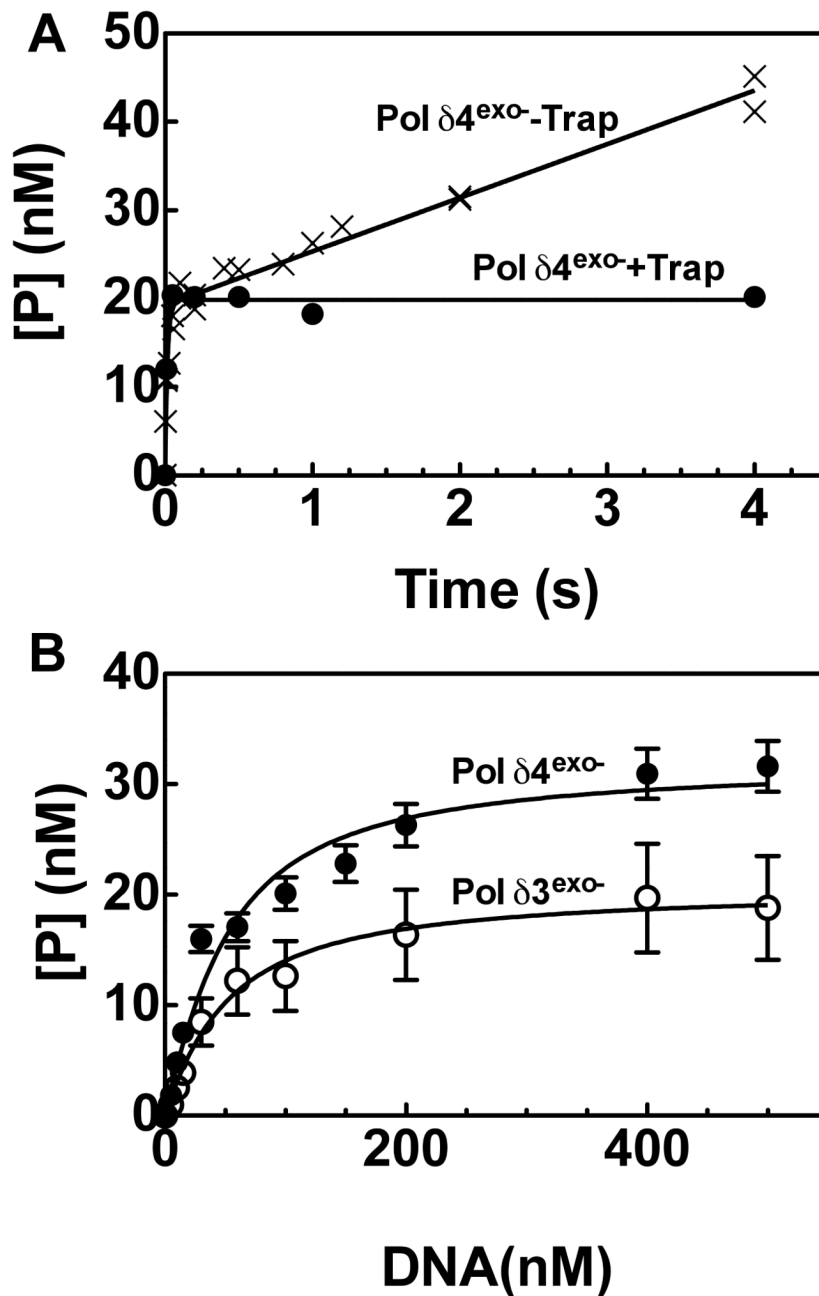 A
50
Pol δ4exo--Trap
40
[P] (nM)
30
Pol δ4exo-+Trap
20
10
0
0 1 2 3 4
Time (s)
B
40
Pol δ4exo-
30
[P] (nM)
Pol δ3exo-
20
10
0
0 200 400
DNA(nM)